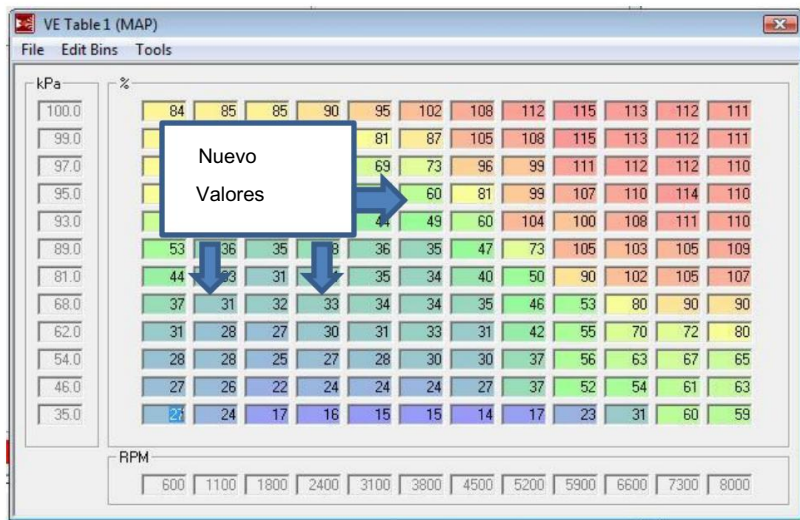 VE Table 1 (MAP)
File Edit Bins Tools
kPa %
100.0 84 85 85 90 95 102 108 112 115 113 112 111
99.0 81 87 105 108 115 113 112 111
97.0 69 73 96 99 111 112 112 110
95.0 60 81 99 107 110 114 110
93.0 49 60 104 100 108 111 110
Nuevo
Valores
89.0 53 36 35 36 35 47 73 105 103 105 109
81.0 44 31 35 34 40 50 90 102 105 107
68.0 37 31 32 33 34 34 35 46 53 80 90 90
62.0 31 28 27 30 31 33 31 42 55 70 72 80
54.0 28 28 25 27 28 30 30 37 56 63 67 65
46.0 27 26 22 24 24 24 27 37 52 54 61 63
35.0 27 24 17 16 15 15 14 17 23 31 60 59
RPM
600 1100 1800 2400 3100 3800 4500 5200 5900 6600 7300 8000